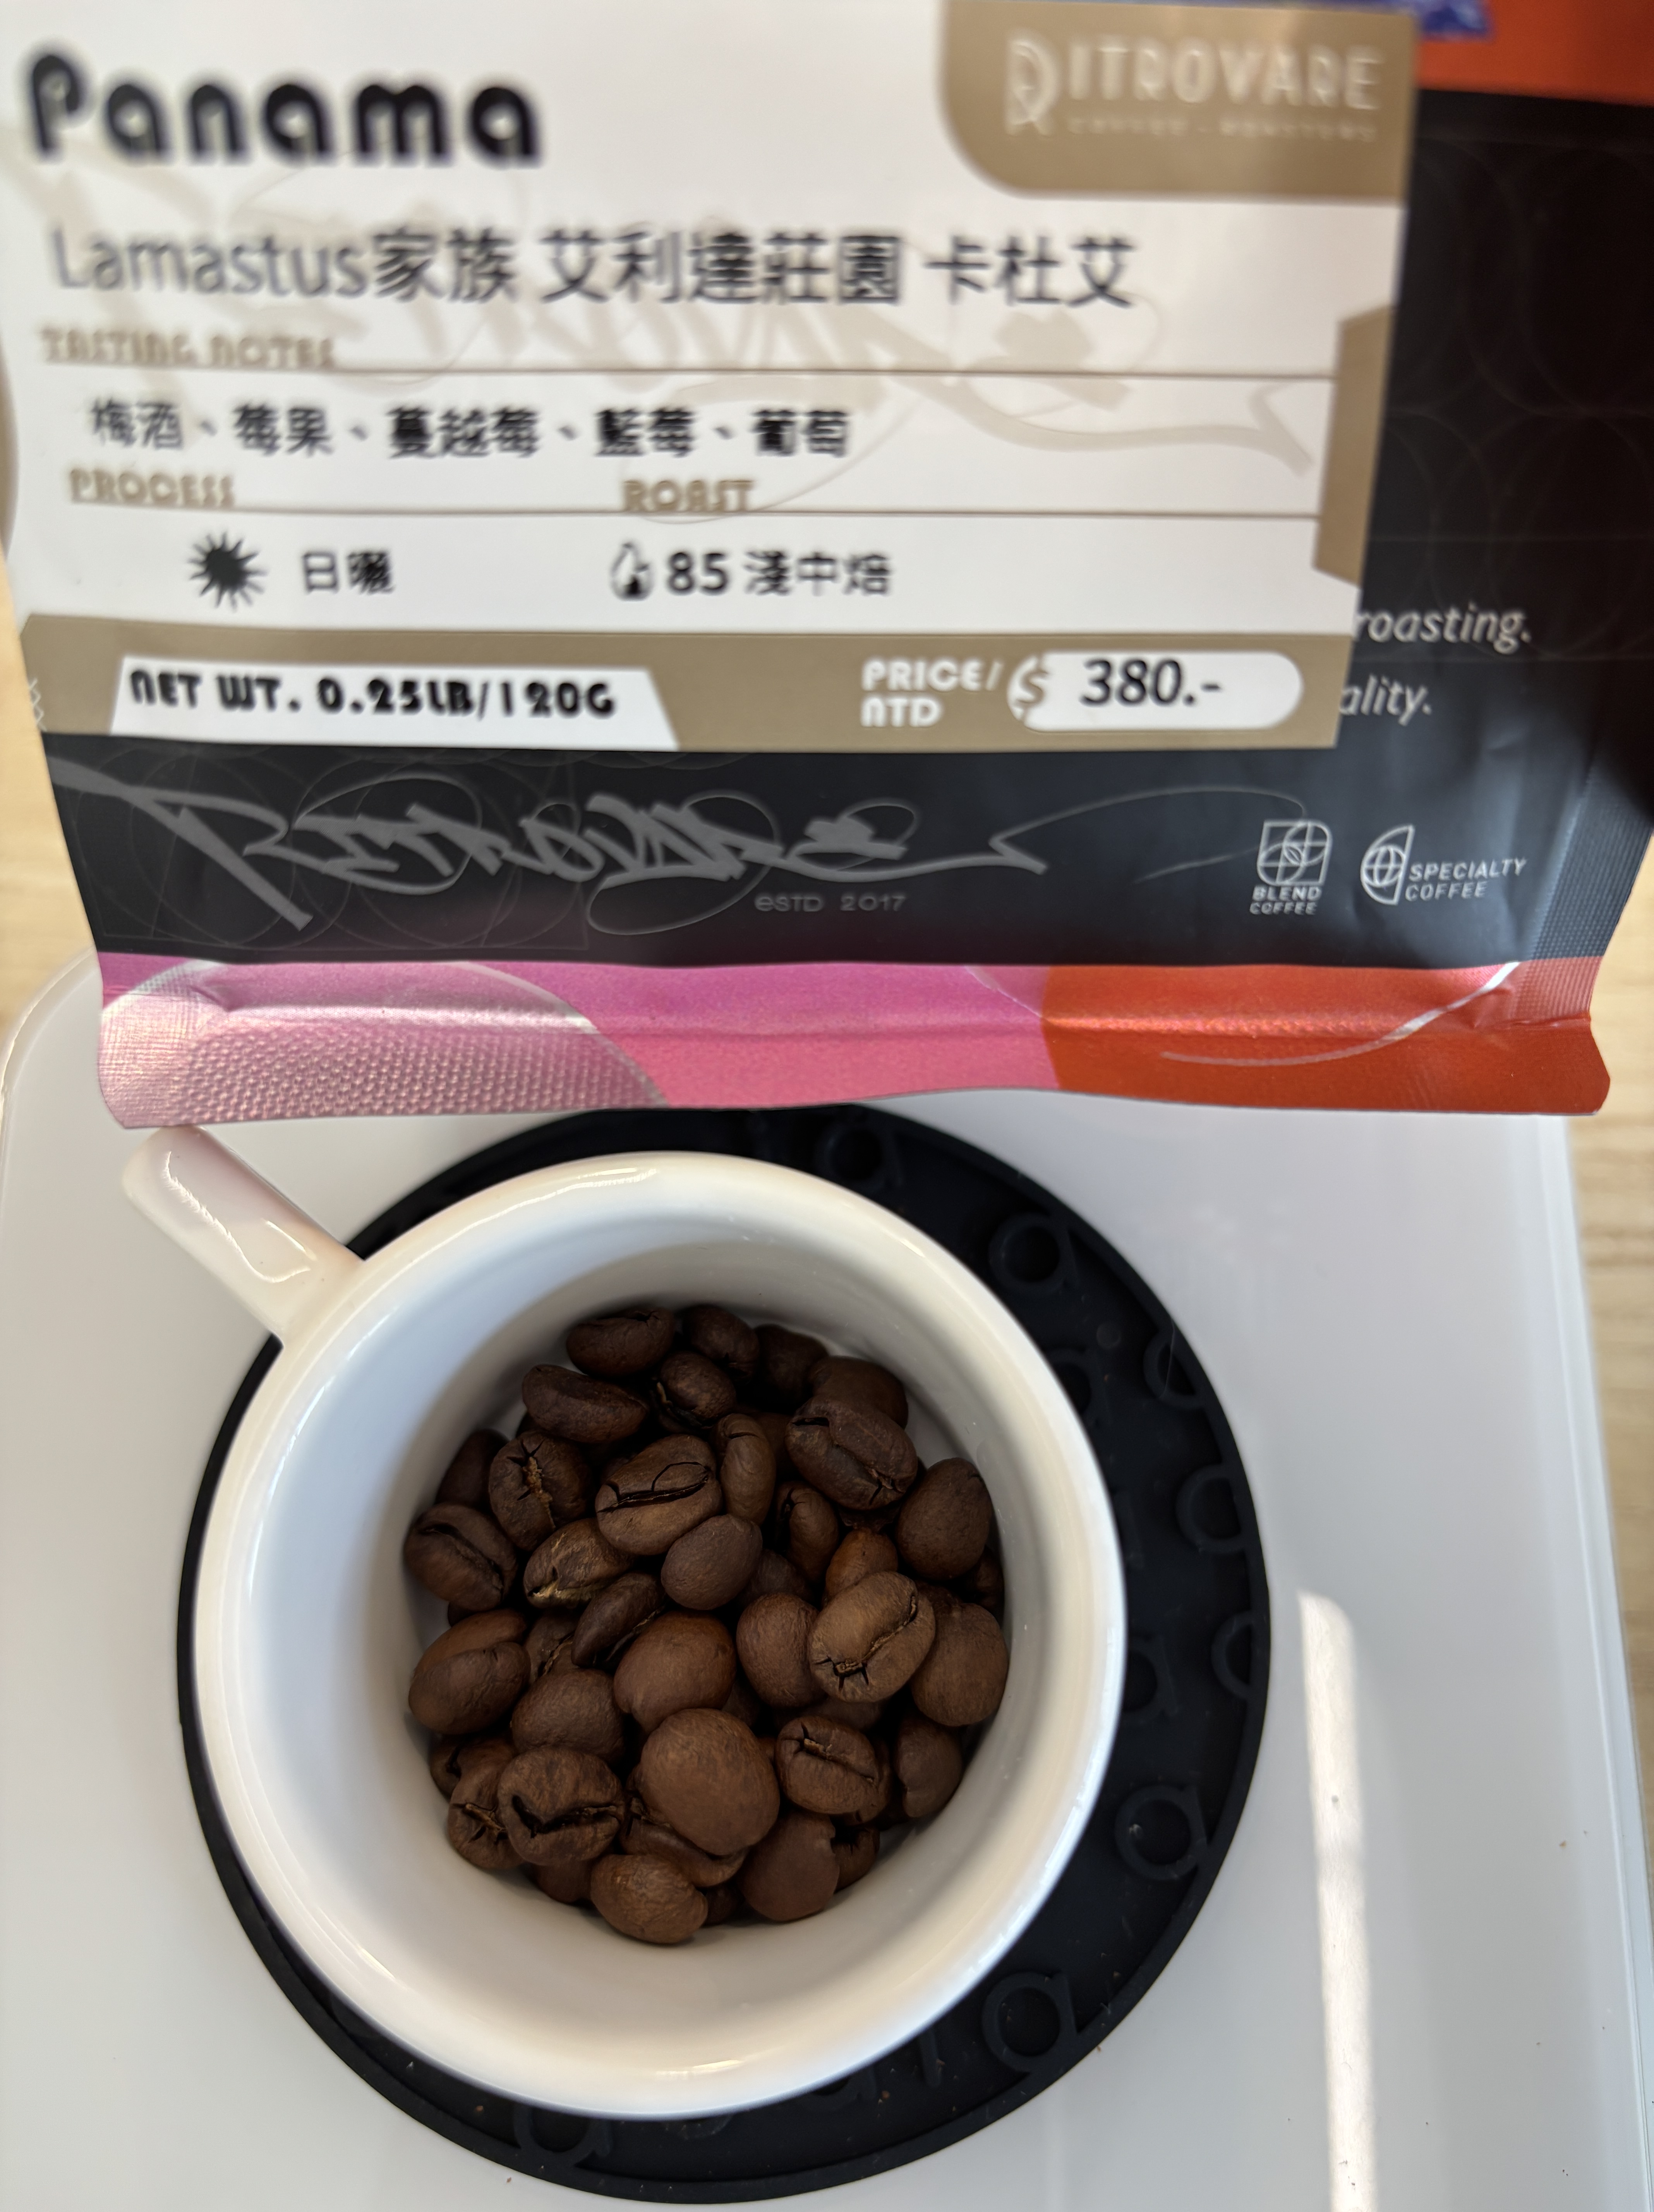 Panama
RITROVARE
COFFEE · ROASTERS
Lamastus家族 艾利達莊園 卡杜艾
TASTING NOTES
梅酒、莓果、蔓越莓、藍莓、葡萄
PROCESS
ROAST
日曬
85 淺中焙
roasting.
ality.
NET WT. 0.25LB/120G
PRICE/
NTD
$ 380.-
RITROVARE
ESTD 2017
BLEND
COFFEE
SPECIALTY
COFFEE